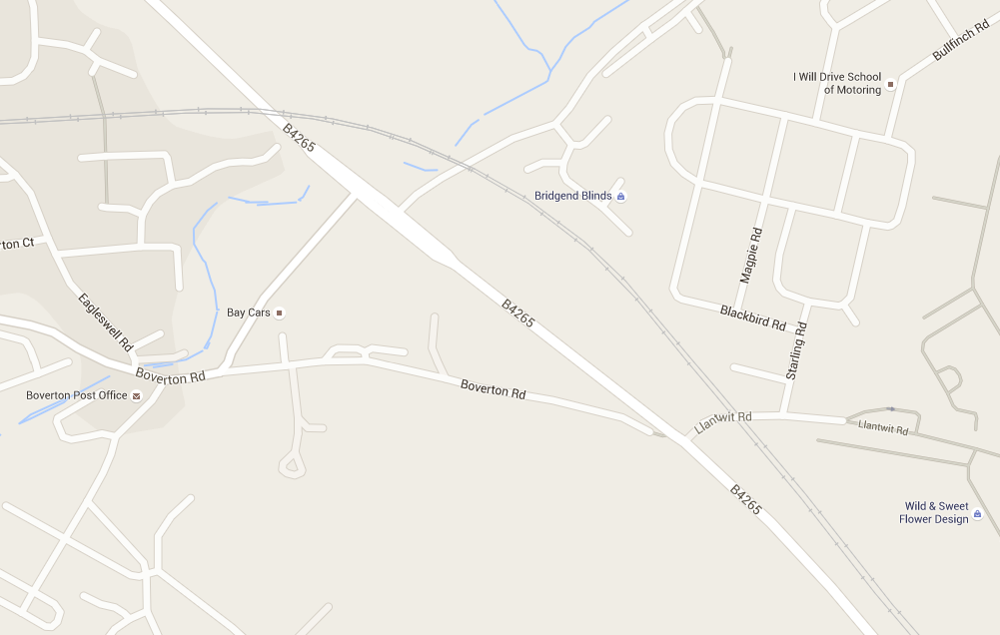 Bullfinch Rd
I Will Drive School
of Motoring
B4265
Bridgend Blinds
rton Ct
Magpie Rd
Eagleswell Rd
Bay Cars
B4265
Blackbird Rd
Starling Rd
Boverton Rd
Boverton Post Office
Boverton Rd
Llantwit Rd
Llantwit Rd
B4265
Wild & Sweet
Flower Design